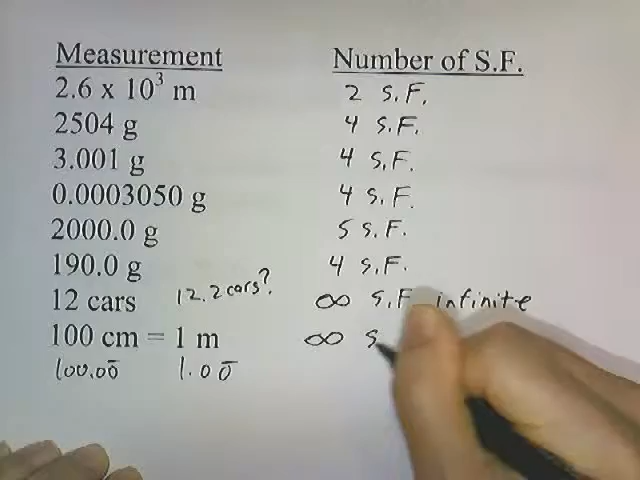 Measurement Number of S.F.
2.6 x 10³ m 2 S.F.
2504 g 4 S.F.
3.001 g 4 S.F.
0.0003050 g 4 S.F.
2000.0 g 5 S.F.
190.0 g 4 S.F.
12 cars 12.2 cars? ∞ S.F. infinite
100 cm = 1 m ∞ S
100.00̅ 1.00̅